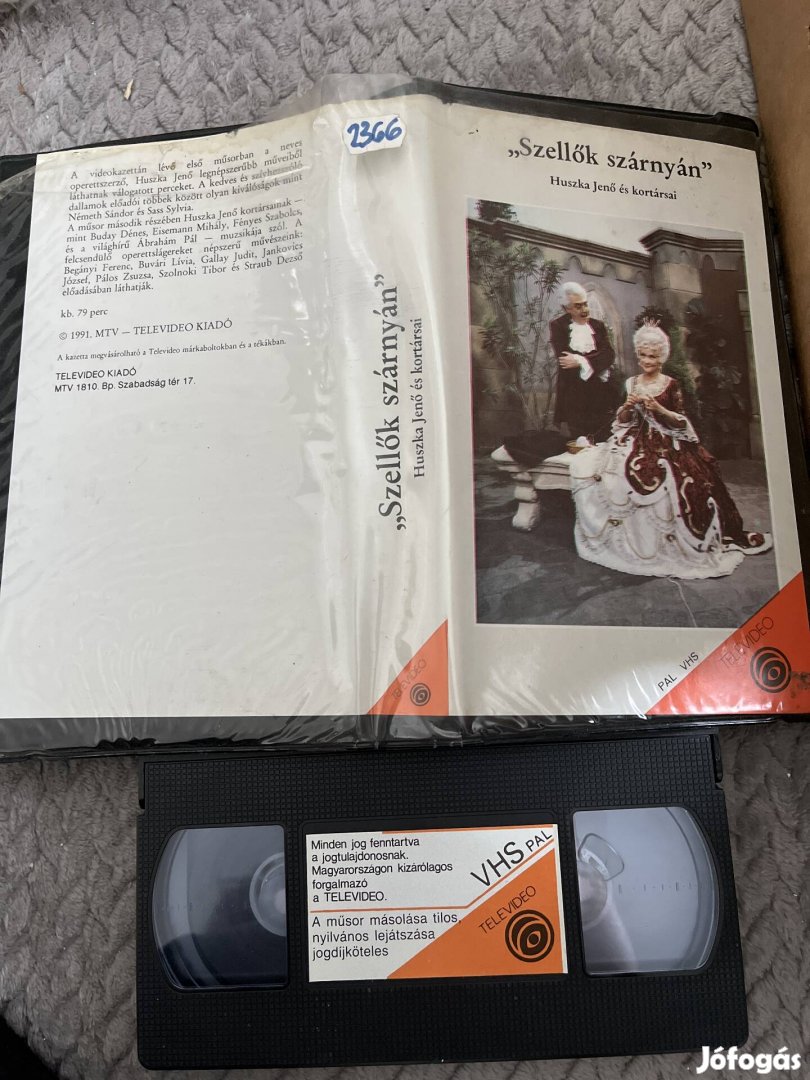 A videokazettán lévő első műsorban a neves
operettszerző, Huszka Jenő legnépszerűbb műveiből
láthatnak válogatott perceket. A kedves és szívhezszóló
dallamok előadói többek között olyan kiválóságok mint
Németh Sándor és Sass Sylvia.
A műsor második részében Huszka Jenő kortársainak —
mint Buday Dénes, Eisemann Mihály, Fényes Szabolcs,
és a világhírű Ábrahám Pál — muzsikája szól. A
felcsendülő operettslágereket népszerű művészeink:
Begányi Ferenc, Buvári Lívia, Gallay Judit, Jankovics
József, Pálos Zsuzsa, Szolnoki Tibor és Straub Dezső
előadásában láthatják.
kb. 79 perc
© 1991. MTV — TELEVIDEO KIADÓ
A kazetta megvásárolható a Televideo márkaboltokban és a tékákban.
TELEVIDEO KIADÓ
MTV 1810. Bp. Szabadság tér 17.
2366
„Szellők szárnyán”
Huszka Jenő és kortársai
TELEVIDEO
„Szellők szárnyán”
Huszka Jenő és kortársai
PAL VHS
TELEVIDEO
Minden jog fenntartva
a jogtulajdonosnak.
Magyarországon kizárólagos
forgalmazó
a TELEVIDEO.
A műsor másolása tilos,
nyilvános lejátszása
jogdíjköteles
VHS PAL
TELEVIDEO
Jófogás